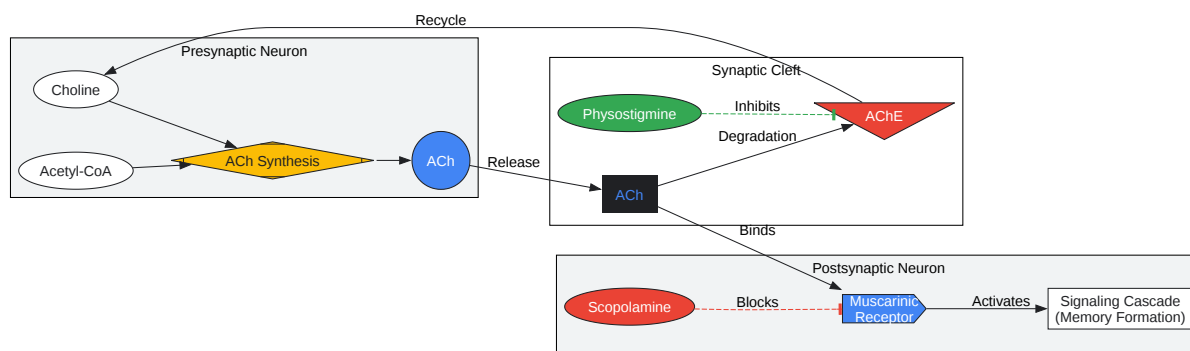 Recycle
Presynaptic Neuron
Choline
Acetyl-CoA
ACh Synthesis
ACh
Release
Synaptic Cleft
Physostigmine
Inhibits
AChE
Degradation
ACh
Binds
Postsynaptic Neuron
Scopolamine
Blocks
Muscarinic
Receptor
Activates
Signaling Cascade
(Memory Formation)